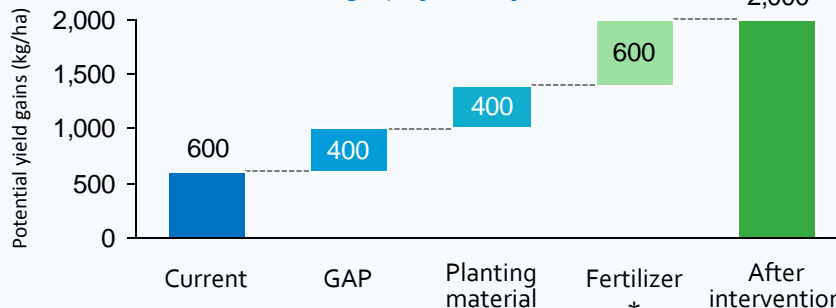 2,000
2,000
1,500
1,000
500
0
Potential yield gains (kg/ha)
600
400
400
600
Current
GAP
Planting
material
Fertilizer
*
After
intervention